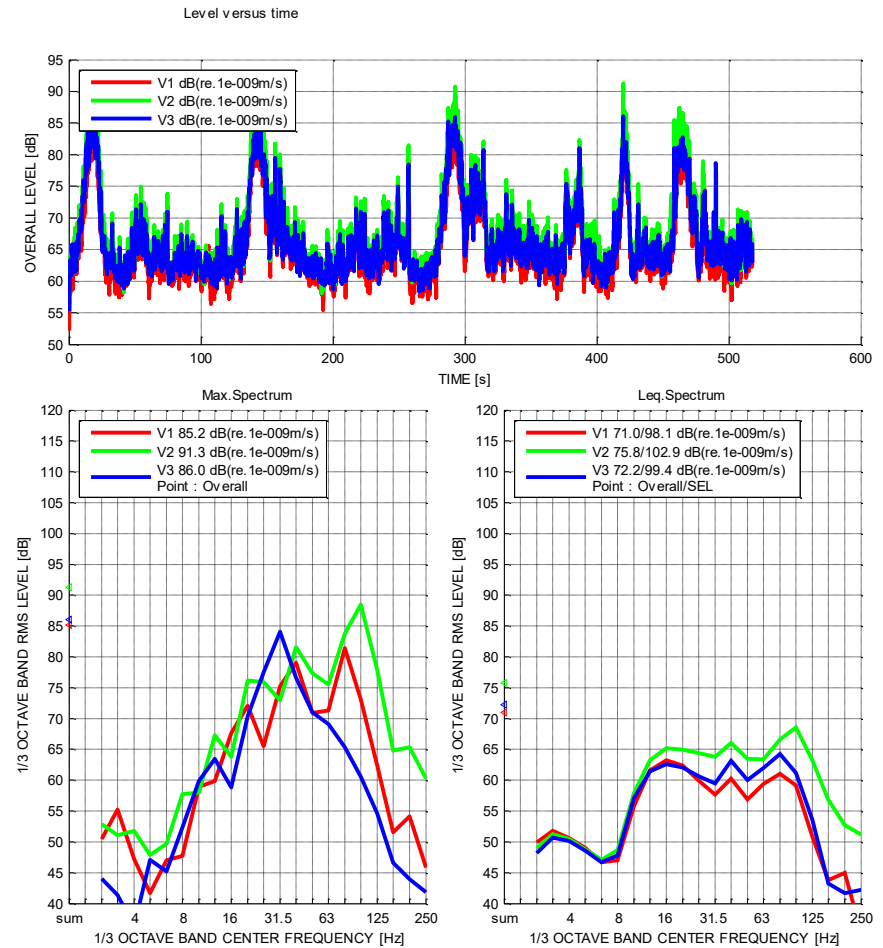 Level versus time
95
90
85
80
75
70
65
60
55
50
OVERALL LEVEL [dB]
V1 dB(re.1e-009m/s)
V2 dB(re.1e-009m/s)
V3 dB(re.1e-009m/s)
0 100 200 300 400 500 600
TIME [s]
Max.Spectrum
120
115
110
105
100
95
90
85
80
75
70
65
60
55
50
45
40
1/3 OCTAVE BAND RMS LEVEL [dB]
V1 85.2 dB(re.1e-009m/s)
V2 91.3 dB(re.1e-009m/s)
V3 86.0 dB(re.1e-009m/s)
Point : Overall
sum 4 8 16 31.5 63 125 250
1/3 OCTAVE BAND CENTER FREQUENCY [Hz]
Leq.Spectrum
120
115
110
105
100
95
90
85
80
75
70
65
60
55
50
45
40
1/3 OCTAVE BAND RMS LEVEL [dB]
V1 71.0/98.1 dB(re.1e-009m/s)
V2 75.8/102.9 dB(re.1e-009m/s)
V3 72.2/99.4 dB(re.1e-009m/s)
Point : Overall/SEL
sum 4 8 16 31.5 63 125 250
1/3 OCTAVE BAND CENTER FREQUENCY [Hz]